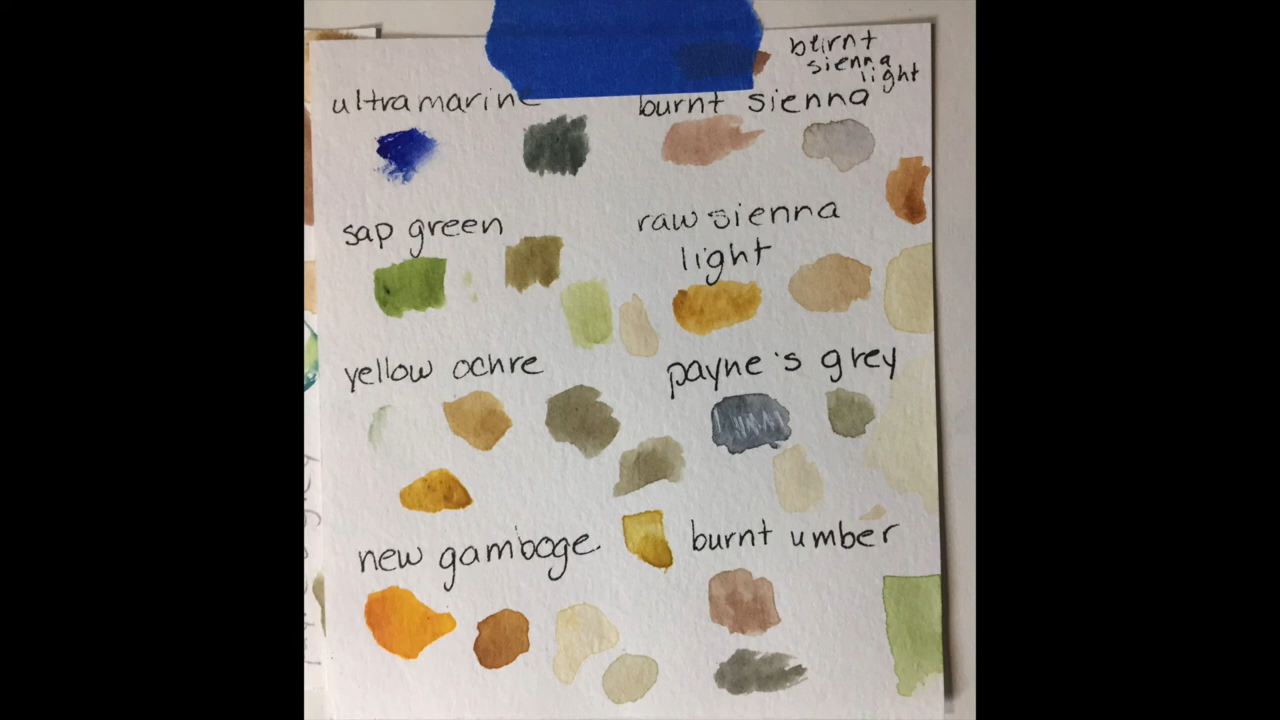 burnt
sienna
light
ultramarine
burnt sienna
sap green
raw sienna
light
yellow ochre
payne's grey
new gamboge
burnt umber